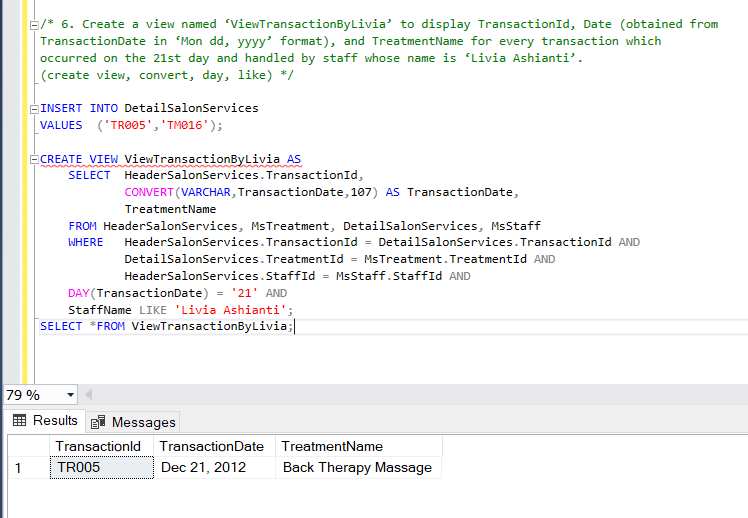 /* 6. Create a view named ‘ViewTransactionByLivia’ to display TransactionId, Date (obtained from
TransactionDate in ‘Mon dd, yyyy’ format), and TreatmentName for every transaction which
occurred on the 21st day and handled by staff whose name is ‘Livia Ashianti’.
(create view, convert, day, like) */
INSERT INTO DetailSalonServices
VALUES ('TR005','TM016');
CREATE VIEW ViewTransactionByLivia AS
SELECT HeaderSalonServices.TransactionId,
CONVERT(VARCHAR,TransactionDate,107) AS TransactionDate,
TreatmentName
FROM HeaderSalonServices, MsTreatment, DetailSalonServices, MsStaff
WHERE HeaderSalonServices.TransactionId = DetailSalonServices.TransactionId AND
DetailSalonServices.TreatmentId = MsTreatment.TreatmentId AND
HeaderSalonServices.StaffId = MsStaff.StaffId AND
DAY(TransactionDate) = '21' AND
StaffName LIKE 'Livia Ashianti';
SELECT *FROM ViewTransactionByLivia;
79 %
Results Messages
TransactionId TransactionDate TreatmentName
1 TR005 Dec 21, 2012 Back Therapy Massage